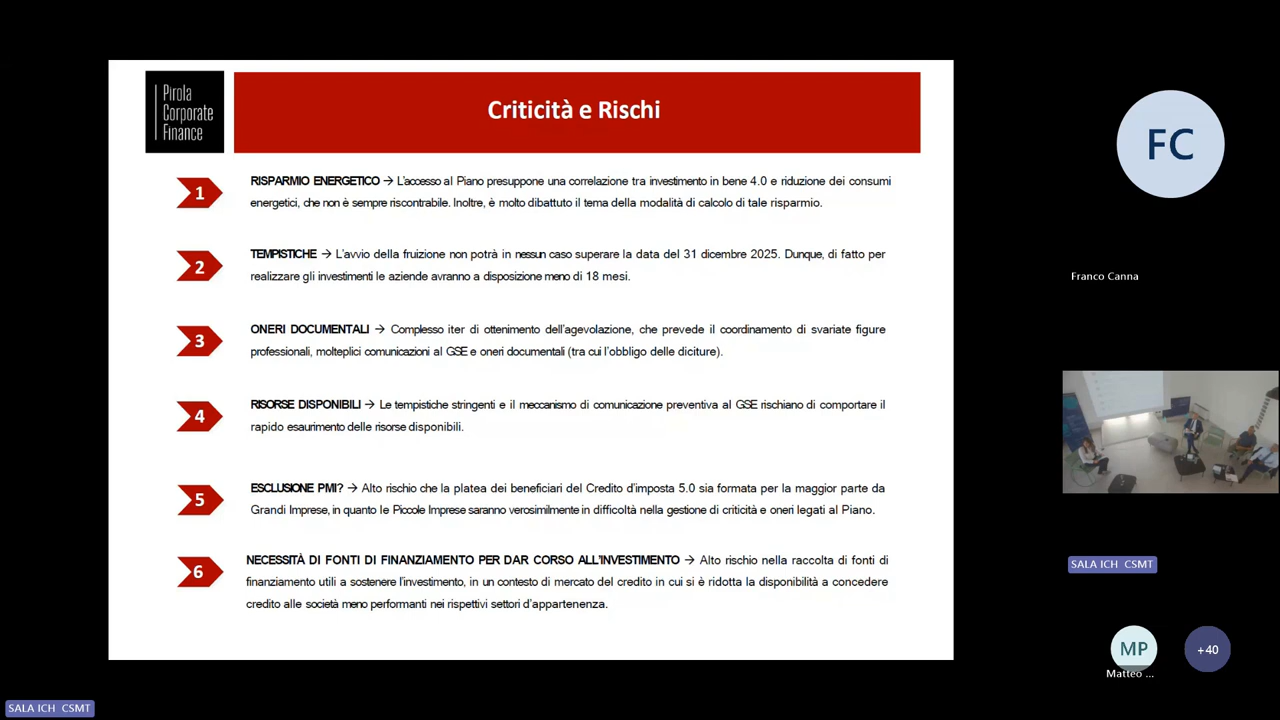 Pirola
Corporate
Finance
Criticità e Rischi
1
RISPARMIO ENERGETICO → L'accesso al Piano presuppone una correlazione tra investimento in bene 4.0 e riduzione dei consumi
energetici, che non è sempre riscontrabile. Inoltre, è molto dibattuto il tema della modalità di calcolo di tale risparmio.
2
TEMPISTICHE → L'avvio della fruizione non potrà in nessun caso superare la data del 31 dicembre 2025. Dunque, di fatto per
realizzare gli investimenti le aziende avranno a disposizione meno di 18 mesi.
3
ONERI DOCUMENTALI → Complesso iter di ottenimento dell'agevolazione, che prevede il coordinamento di svariate figure
professionali, molteplici comunicazioni al GSE e oneri documentali (tra cui l'obbligo delle diciture).
4
RISORSE DISPONIBILI → Le tempistiche stringenti e il meccanismo di comunicazione preventiva al GSE rischiano di comportare il
rapido esaurimento delle risorse disponibili.
5
ESCLUSIONE PMI? → Alto rischio che la platea dei beneficiari del Credito d'imposta 5.0 sia formata per la maggior parte da
Grandi Imprese, in quanto le Piccole Imprese saranno verosimilmente in difficoltà nella gestione di criticità e oneri legati al Piano.
6
NECESSITÀ DI FONTI DI FINANZIAMENTO PER DAR CORSO ALL'INVESTIMENTO → Alto rischio nella raccolta di fonti di
finanziamento utili a sostenere l'investimento, in un contesto di mercato del credito in cui si è ridotta la disponibilità a concedere
credito alle società meno performanti nei rispettivi settori d'appartenenza.
FC
Franco Canna
SALA ICH CSMT
MP
+40
Matteo ...
SALA ICH CSMT